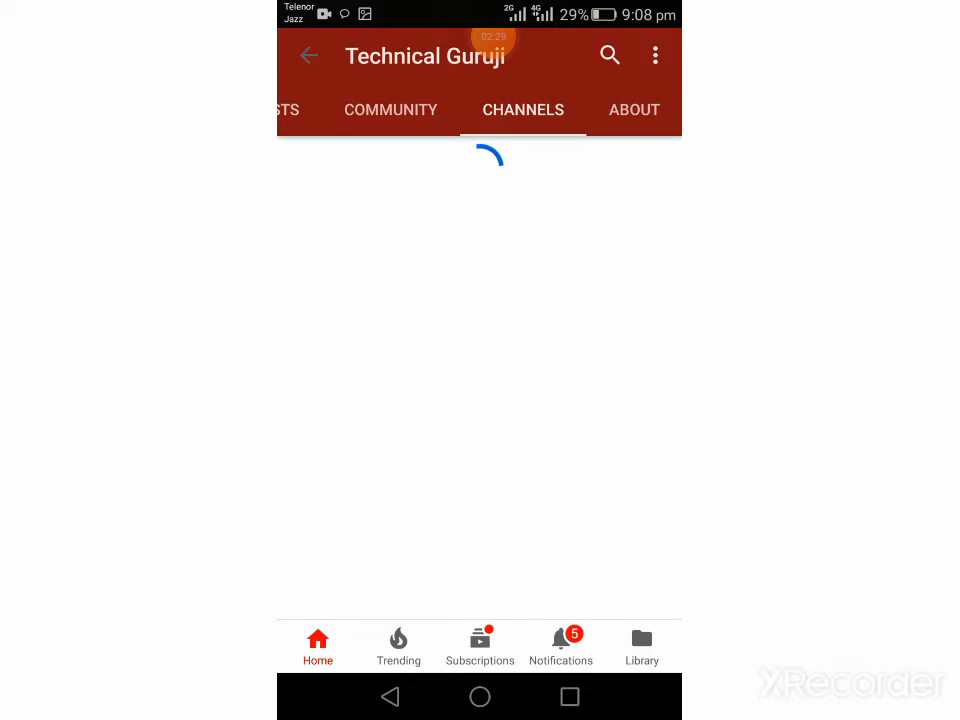 Telenor
Jazz
2G 4G 29% 9:08 pm
02:29
Technical Guruji
STS COMMUNITY CHANNELS ABOUT
5
Home Trending Subscriptions Notifications Library
XRecorder